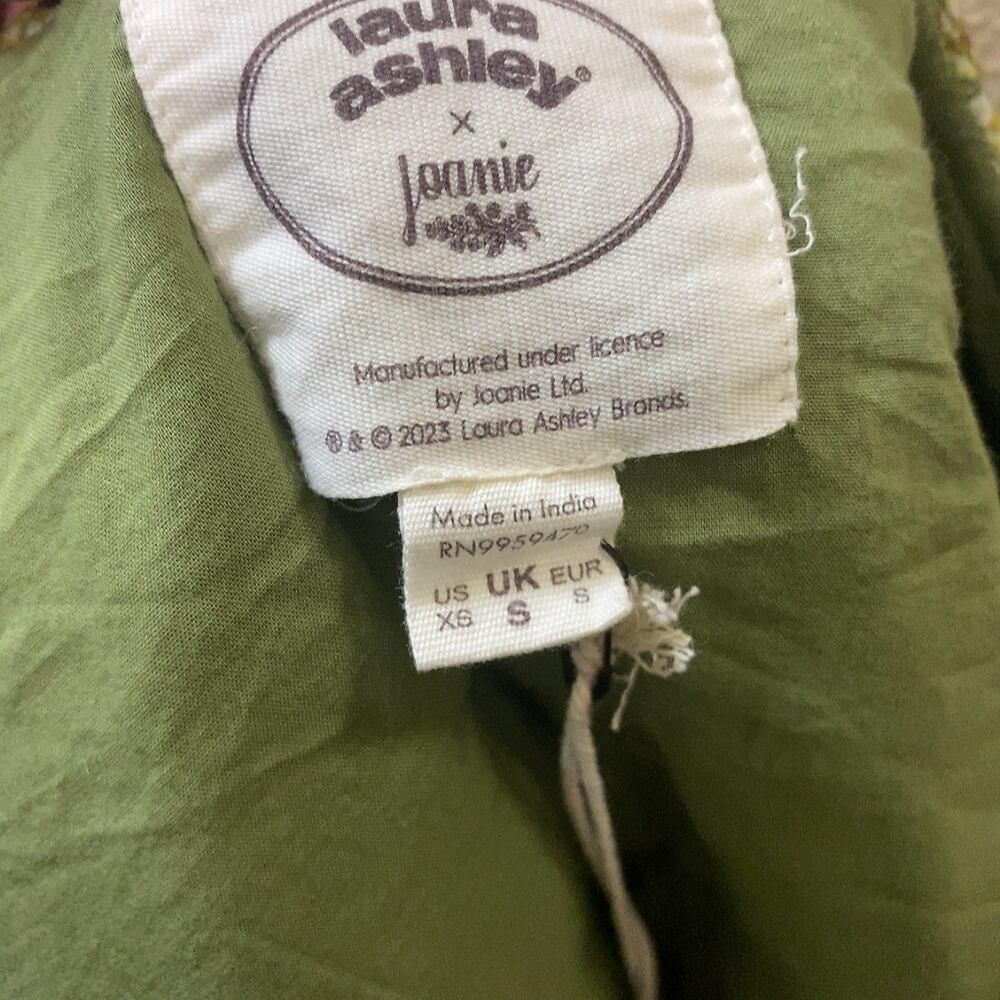 laura
ashley®
x
Joanie
Manufactured under licence
by Joanie Ltd.
® & © 2023 Laura Ashley Brands.
Made in India
US UK EUR
XS S S